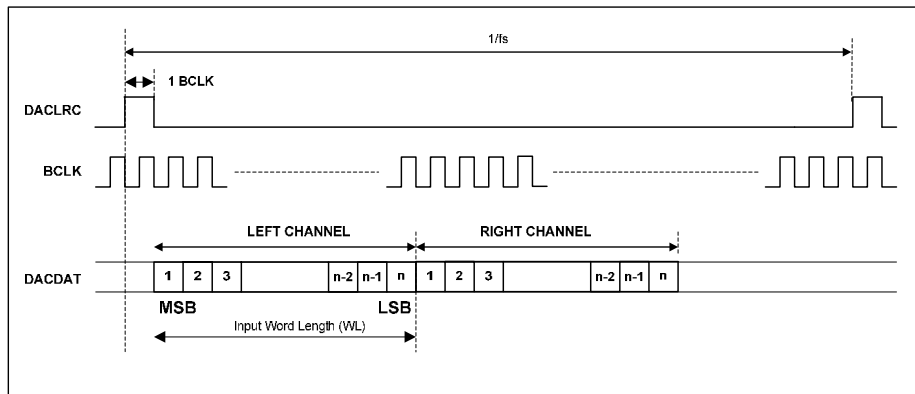 1/fs
1 BCLK
DACLRC
BCLK
LEFT CHANNEL RIGHT CHANNEL
DACDAT 1 2 3 n-2 n-1 n 1 2 3 n-2 n-1 n
MSB LSB
Input Word Length (WL)